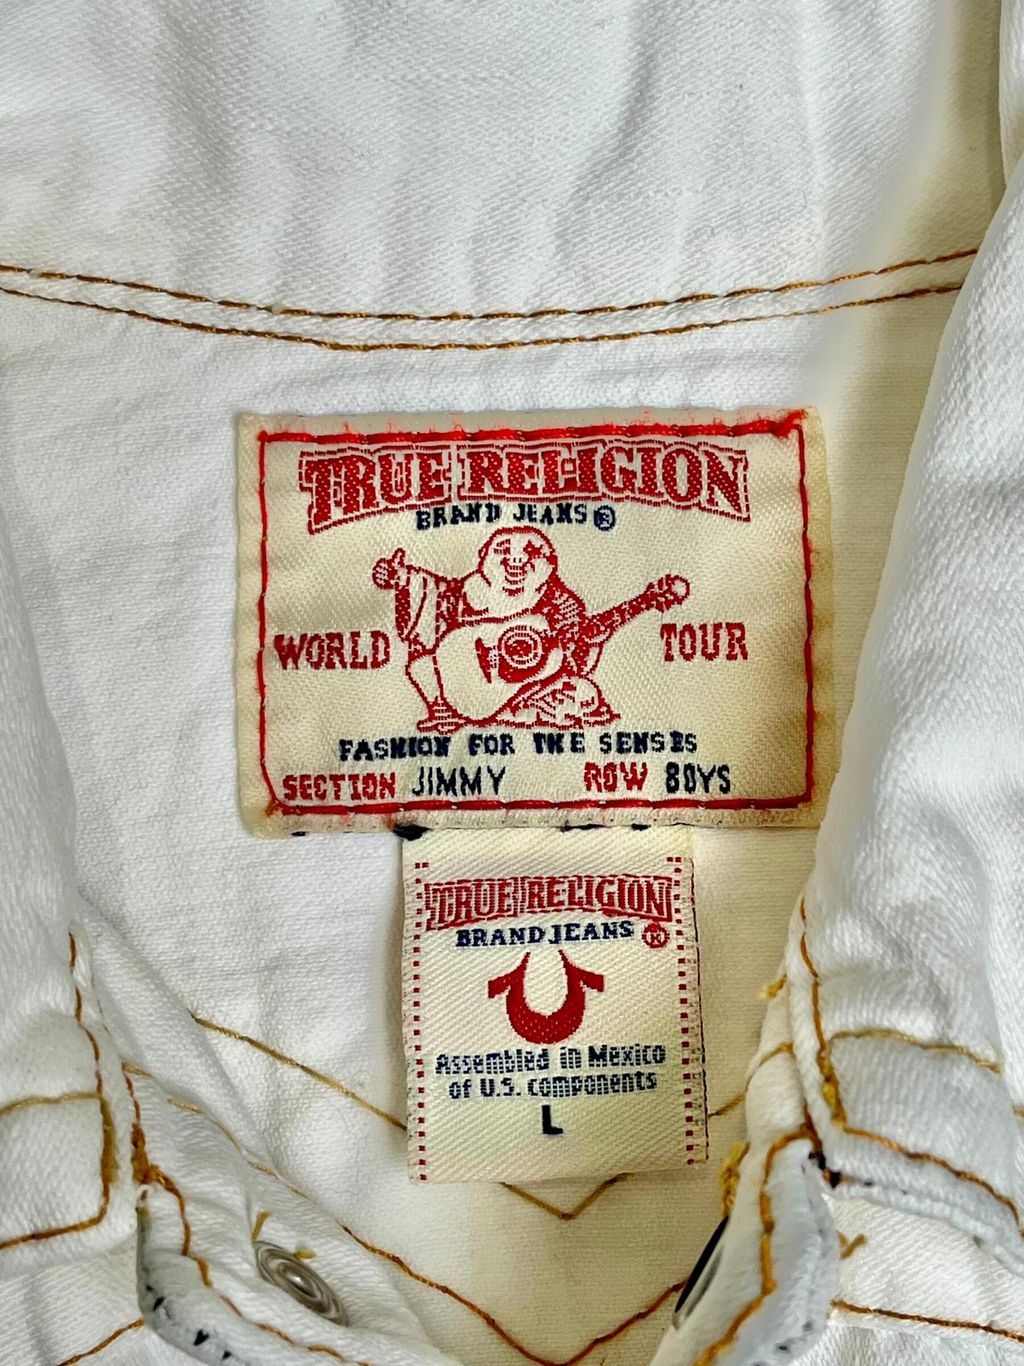 TRUE RELIGION
BRAND JEANS®
WORLD TOUR
FASHION FOR THE SENSES
SECTION JIMMY ROW BOYS
TRUE RELIGION
BRAND JEANS ®
Assembled in Mexico
of U.S. components
L